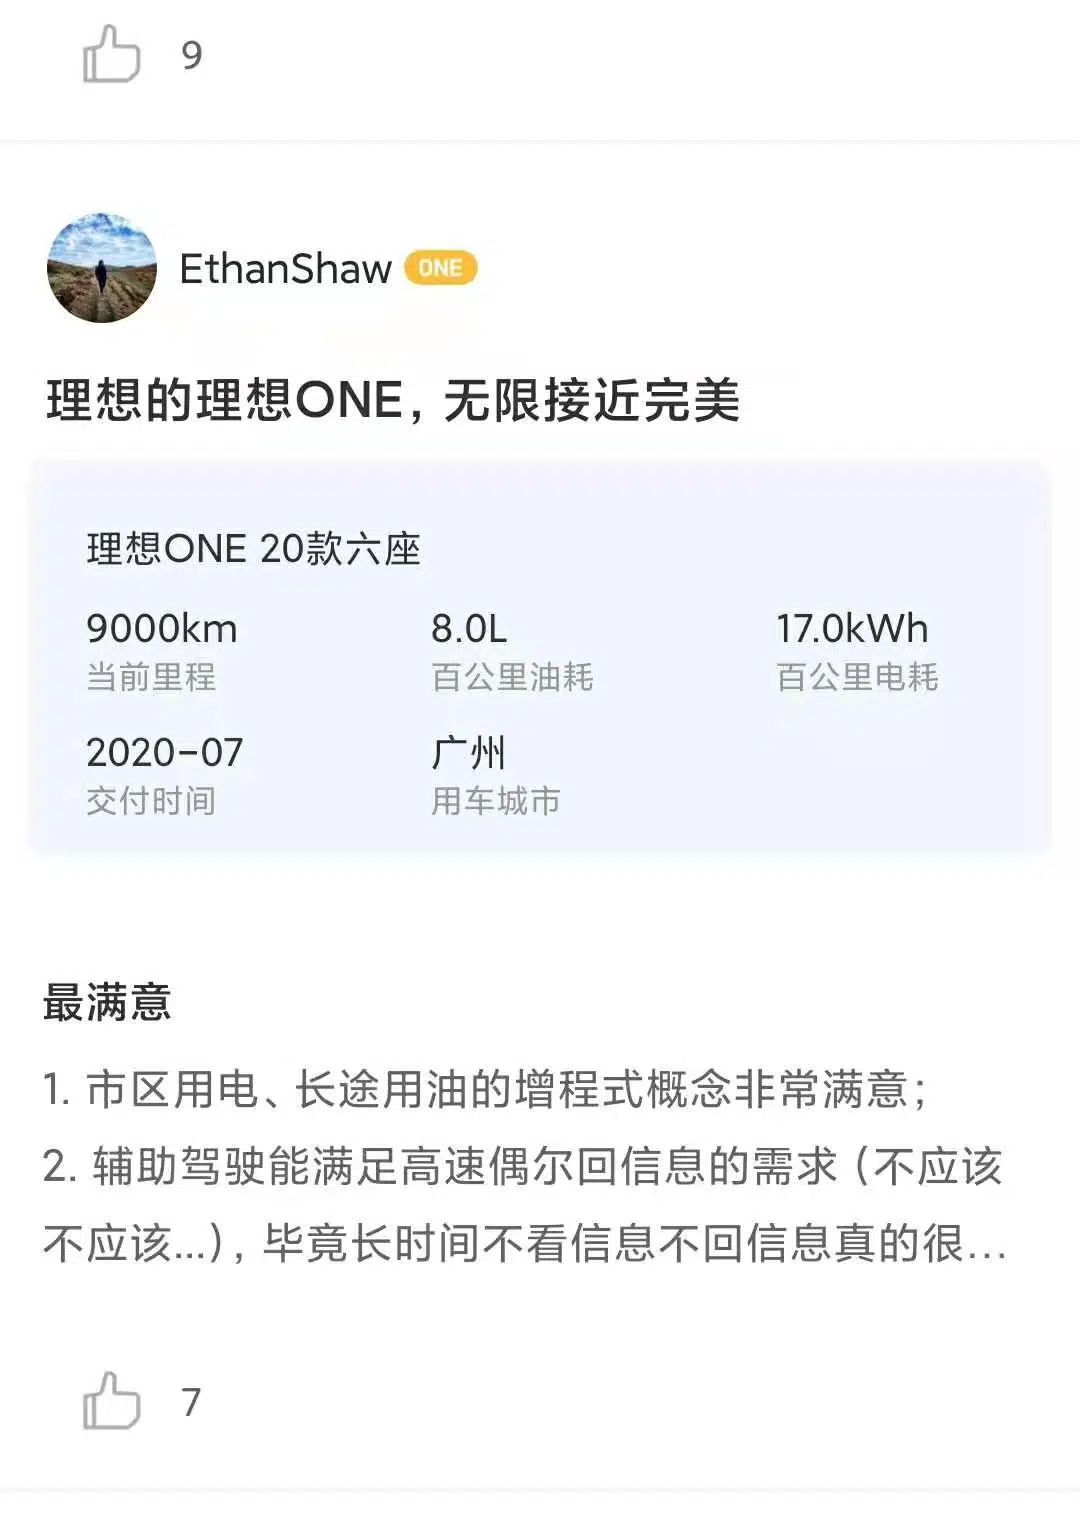 9
EthanShaw ONE
理想的理想ONE，无限接近完美
理想ONE 20款六座
9000km 8.0L 17.0kWh
当前里程 百公里油耗 百公里电耗
2020-07 广州
交付时间 用车城市
最满意
1. 市区用电、长途用油的增程式概念非常满意；
2. 辅助驾驶能满足高速偶尔回信息的需求（不应该
不应该...），毕竟长时间不看信息不回信息真的很...
7